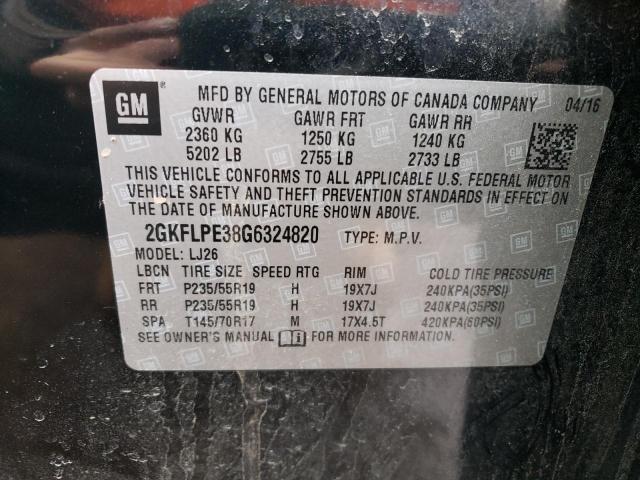 GM
MFD BY GENERAL MOTORS OF CANADA COMPANY 04/16
GVWR GAWR FRT GAWR RR
2360 KG 1250 KG 1240 KG
5202 LB 2755 LB 2733 LB
THIS VEHICLE CONFORMS TO ALL APPLICABLE U.S. FEDERAL MOTOR
VEHICLE SAFETY AND THEFT PREVENTION STANDARDS IN EFFECT ON
THE DATE OF MANUFACTURE SHOWN ABOVE.
2GKFLPE38G6324820 TYPE: M.P.V.
MODEL: LJ26
LBCN TIRE SIZE SPEED RTG RIM COLD TIRE PRESSURE
FRT P235/55R19 H 19X7J 240KPA(35PSI)
RR P235/55R19 H 19X7J 240KPA(35PSI)
SPA T145/70R17 M 17X4.5T 420KPA(60PSI)
SEE OWNER'S MANUAL FOR MORE INFORMATION.